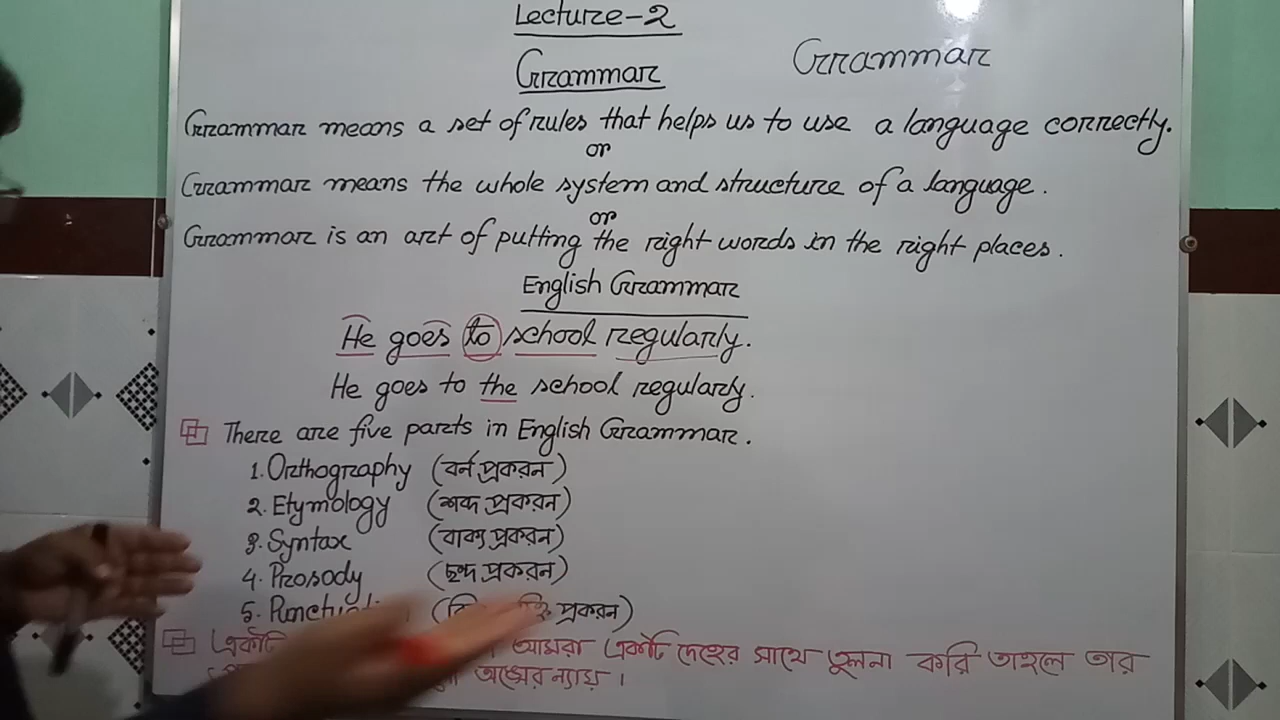 Lecture-2
Grammar Grammar
Grammar means a set of rules that helps us to use a language correctly.
or
Grammar means the whole system and structure of a language.
or
Grammar is an art of putting the right words in the right places.
English Grammar
He goes to school regularly.
He goes to the school regularly.
There are five parts in English Grammar.
1. Orthography (বর্ন প্রকরন)
2. Etymology (শব্দ প্রকরন)
3. Syntax (বাক্য প্রকরন)
4. Prosody (ছন্দ প্রকরন)
5. প্রকরন)
একটি আমরা একটি দেহের সাথে তুলনা করি তাহলে তার
অঙ্গের ন্যায়।